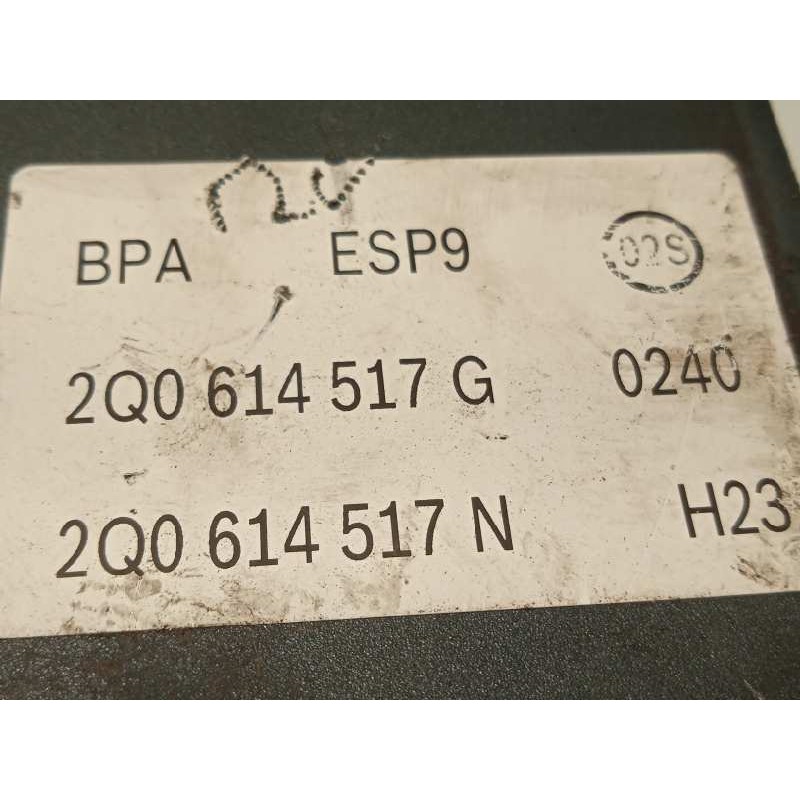 BPA ESP9 02S
2Q0 614 517 G 0240
2Q0 614 517 N H23